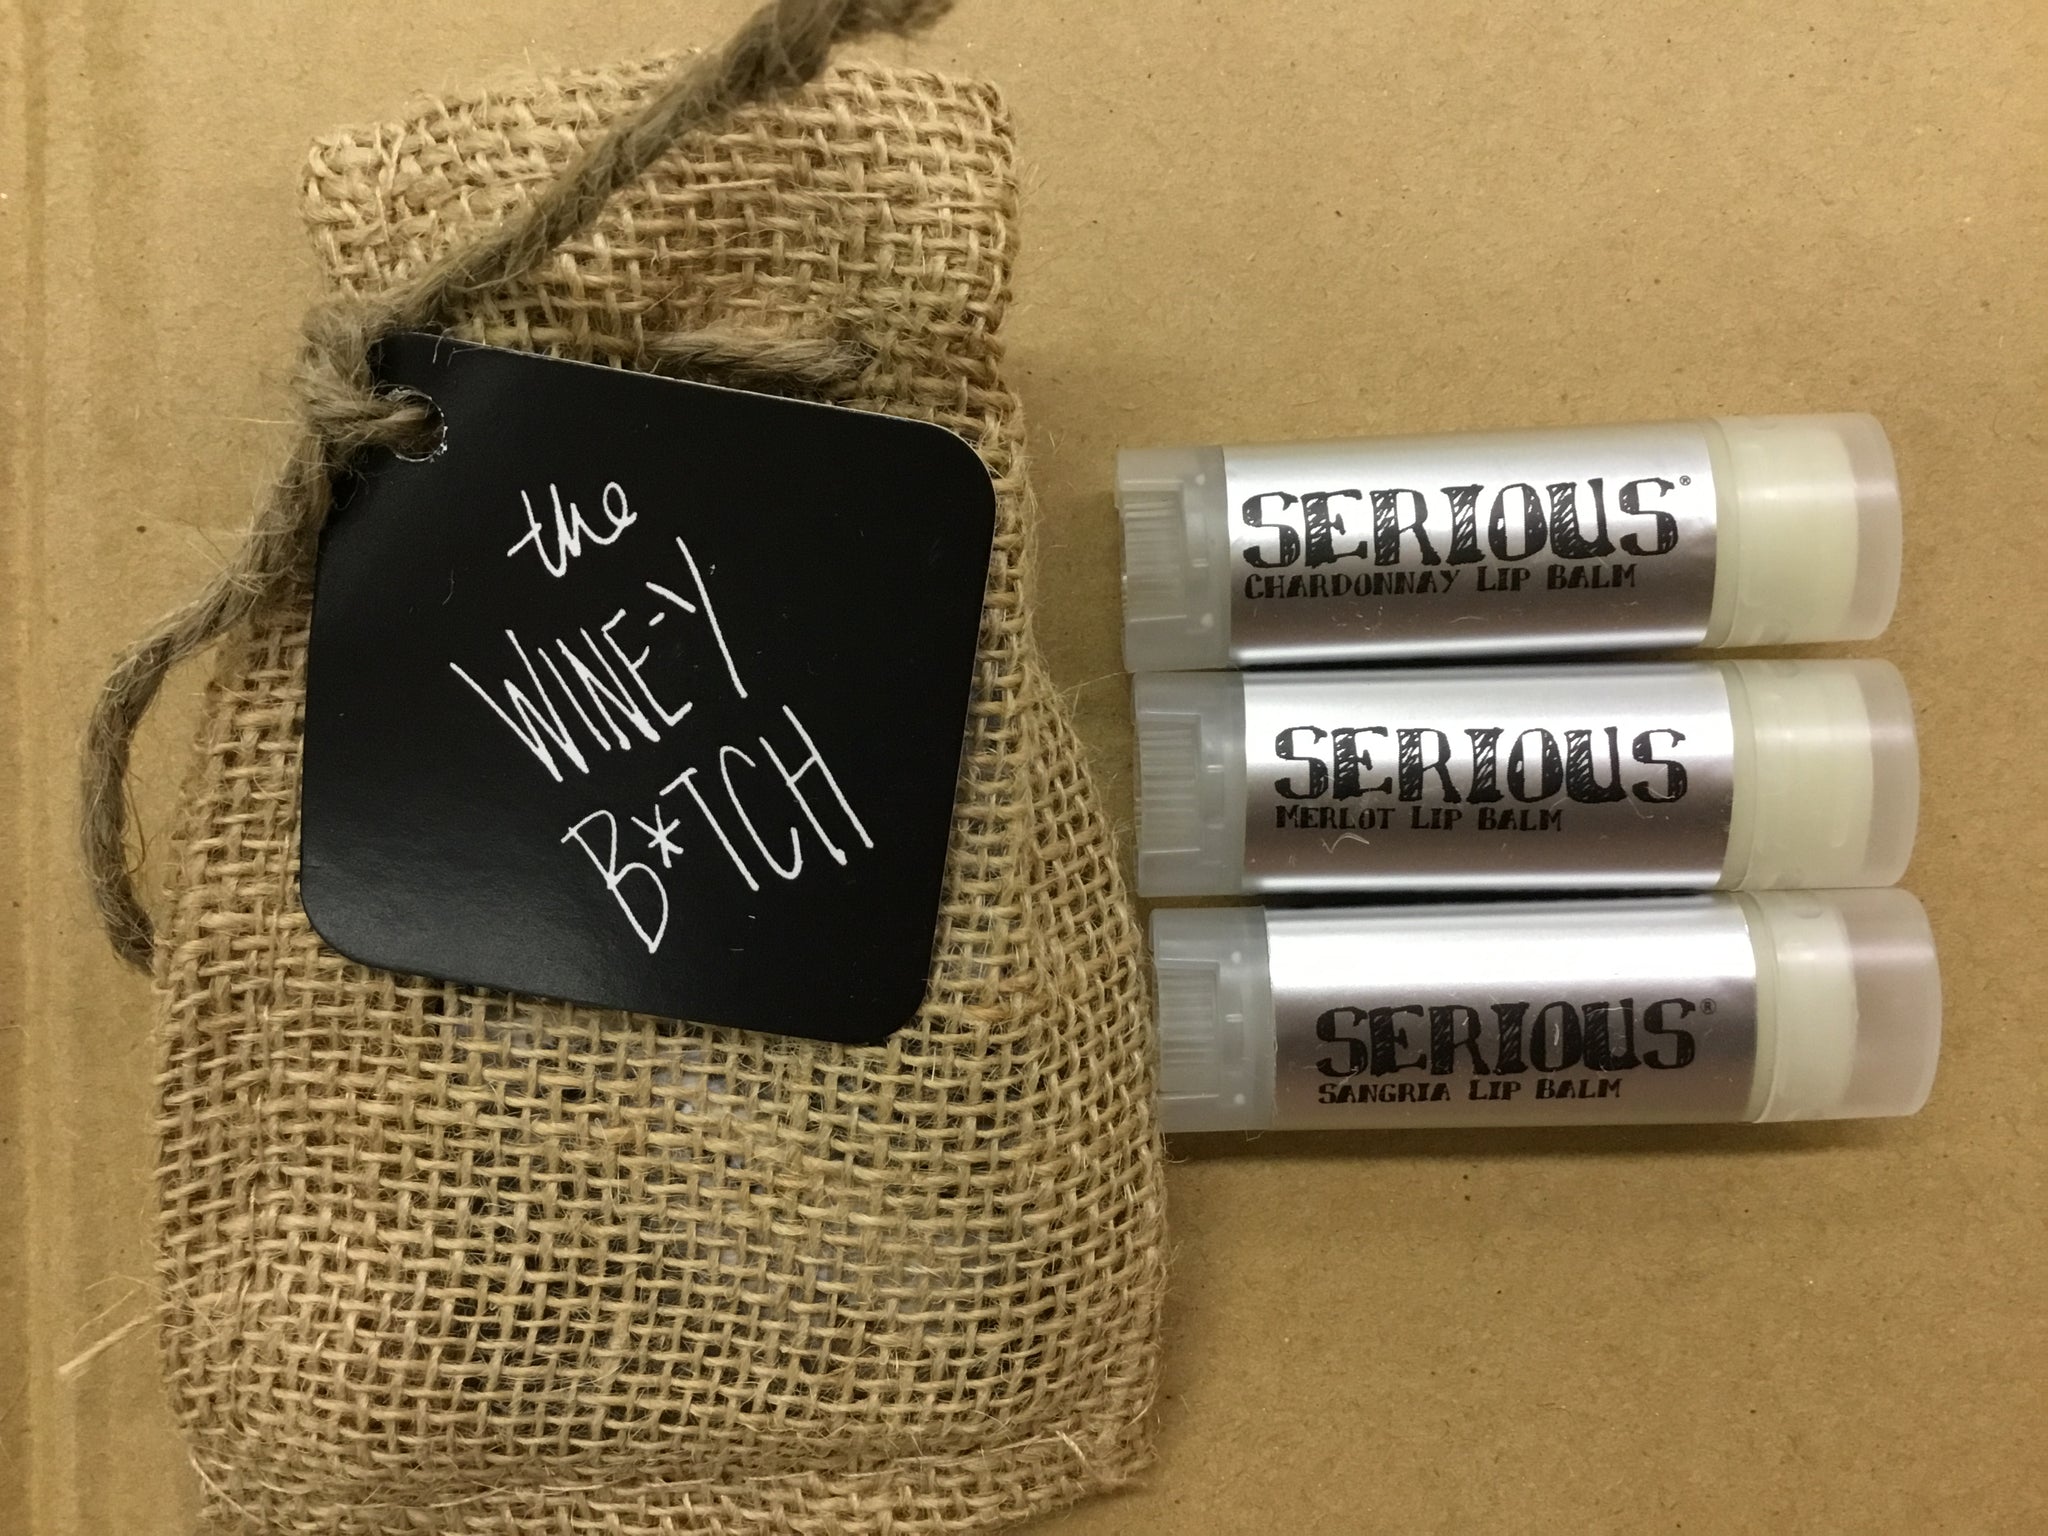 the
WINE-Y
B*TCH
SERIOUS®
CHARDONNAY LIP BALM
SERIOUS
MERLOT LIP BALM
SERIOUS®
SANGRIA LIP BALM